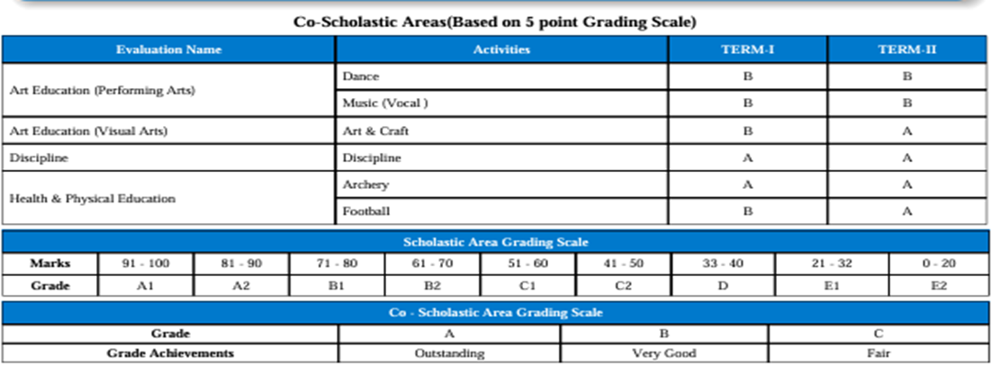 Co-Scholastic Areas(Based on 5 point Grading Scale)
Evaluation Name Activities TERM-I TERM-II
Art Education (Performing Arts) Dance B B
Music (Vocal ) B B
Art Education (Visual Arts) Art & Craft B A
Discipline Discipline A A
Health & Physical Education Archery A A
Football B A
Scholastic Area Grading Scale
Marks 91 - 100 81 - 90 71 - 80 61 - 70 51 - 60 41 - 50 33 - 40 21 - 32 0 - 20
Grade A1 A2 B1 B2 C1 C2 D E1 E2
Co - Scholastic Area Grading Scale
Grade A B C
Grade Achievements Outstanding Very Good Fair